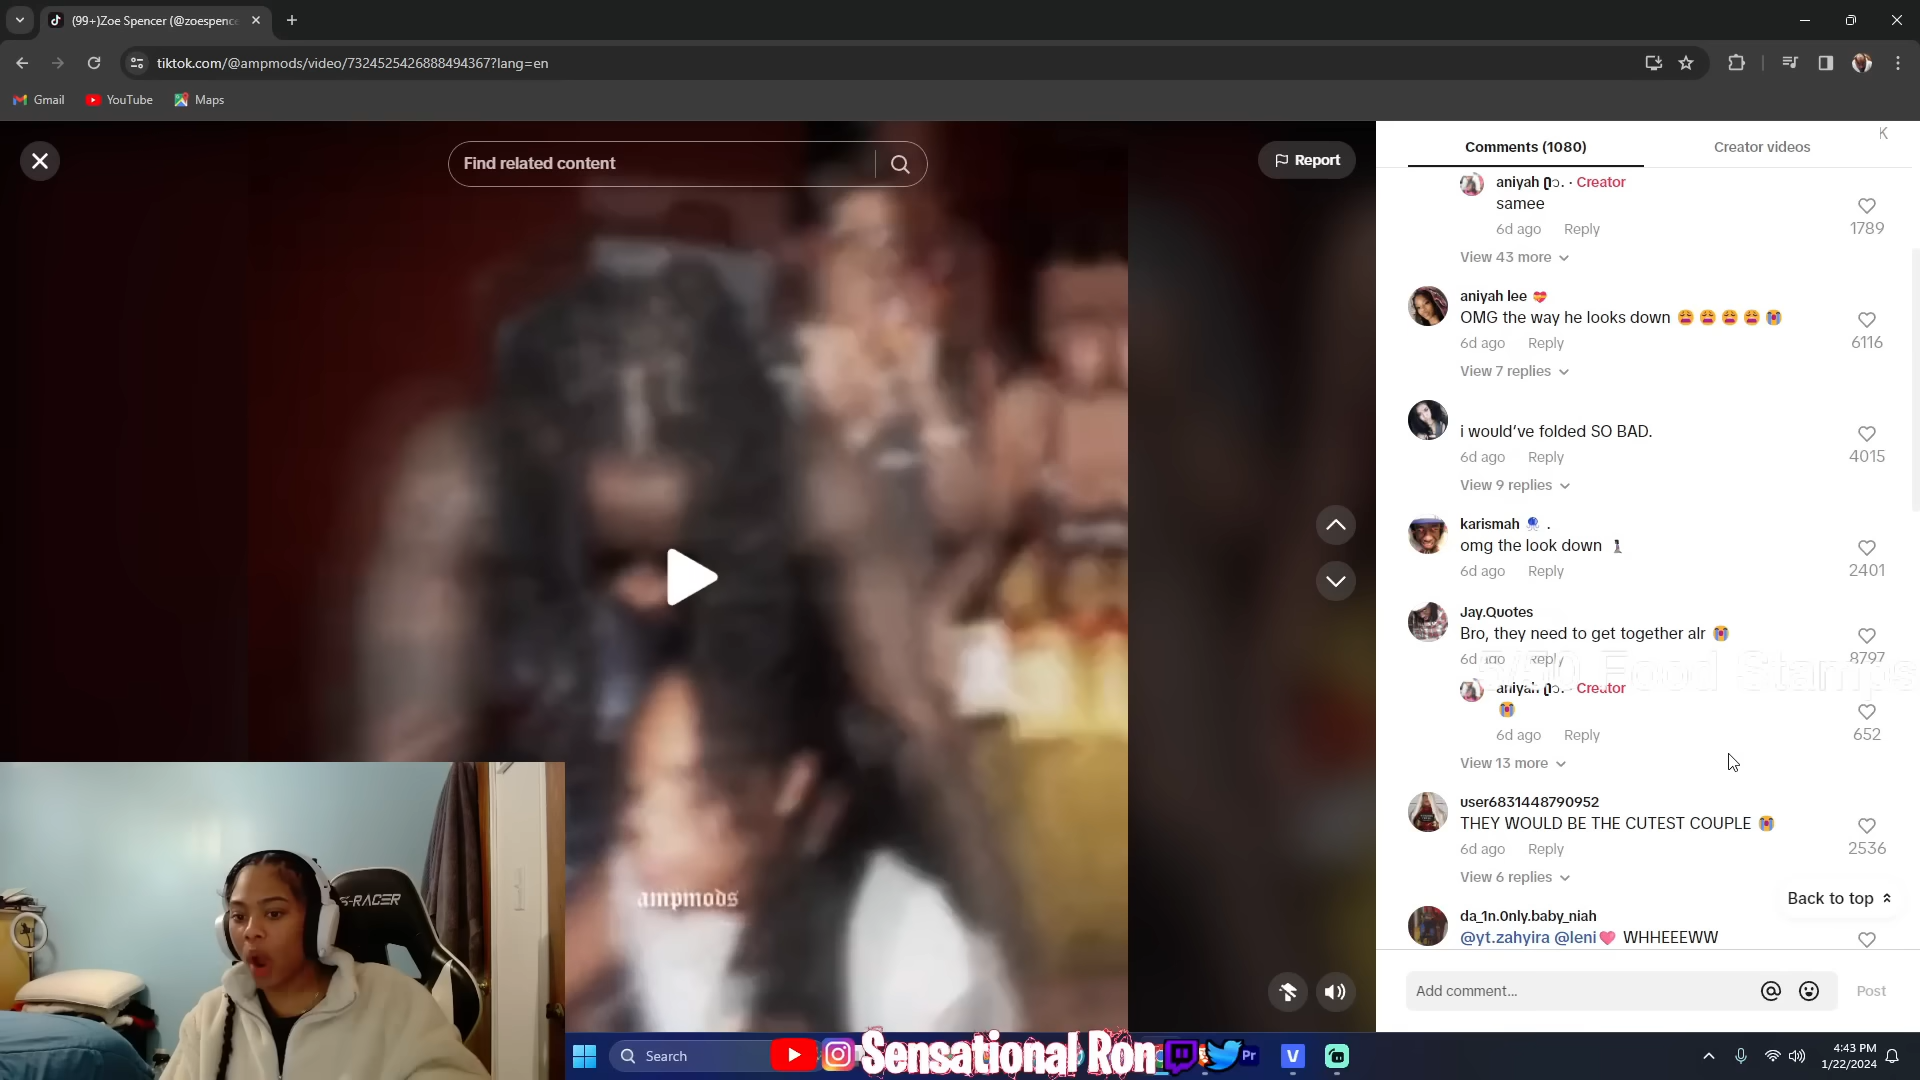 (99+)Zoe Spencer (@zoespence
tiktok.com/@ampmods/video/7324525426888494367?lang=en
Gmail
YouTube
Maps
Find related content
Report
Comments (1080)
Creator videos
K
aniyah
· Creator
samee
6d ago
Reply
1789
View 43 more
aniyah lee 💝
OMG the way he looks down 😩😩😩😩😭
6d ago
Reply
6116
View 7 replies
i would've folded SO BAD.
6d ago
Reply
4015
View 9 replies
karismah
omg the look down
6d ago
Reply
2401
Jay.Quotes
Bro, they need to get together alr 😭
6d ago
Reply
8797
Food Stamps
aniyah
· Creator
😭
6d ago
Reply
652
View 13 more
user6831448790952
THEY WOULD BE THE CUTEST COUPLE 😭
6d ago
Reply
2536
View 6 replies
Back to top
da_1n.0nly.baby_niah
@yt.zahyira @leni🩷 WHHEEEWW
Add comment...
Post
ampmods
S-RACER
Search
Sensational Ron
Pr
V
4:43 PM
1/22/2024